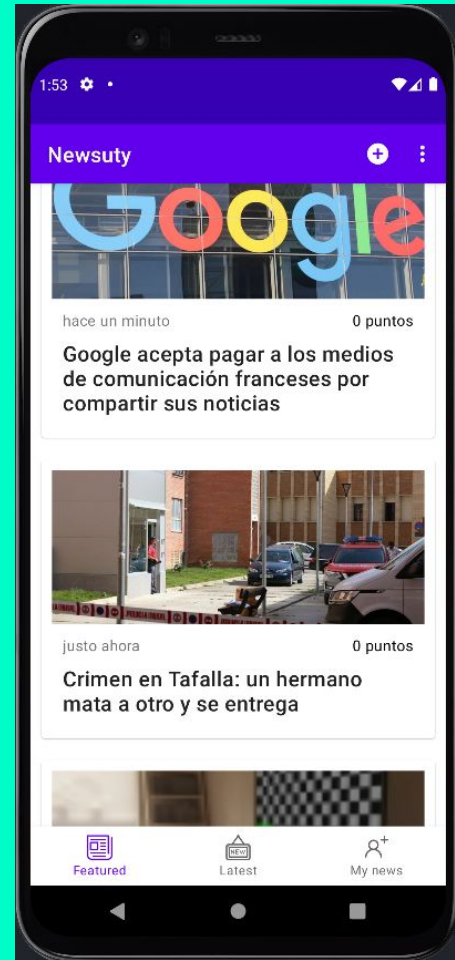 1:53
Newsuty
Google
hace un minuto 0 puntos
Google acepta pagar a los medios
de comunicación franceses por
compartir sus noticias
justo ahora 0 puntos
Crimen en Tafalla: un hermano
mata a otro y se entrega
NEW
Featured Latest My news